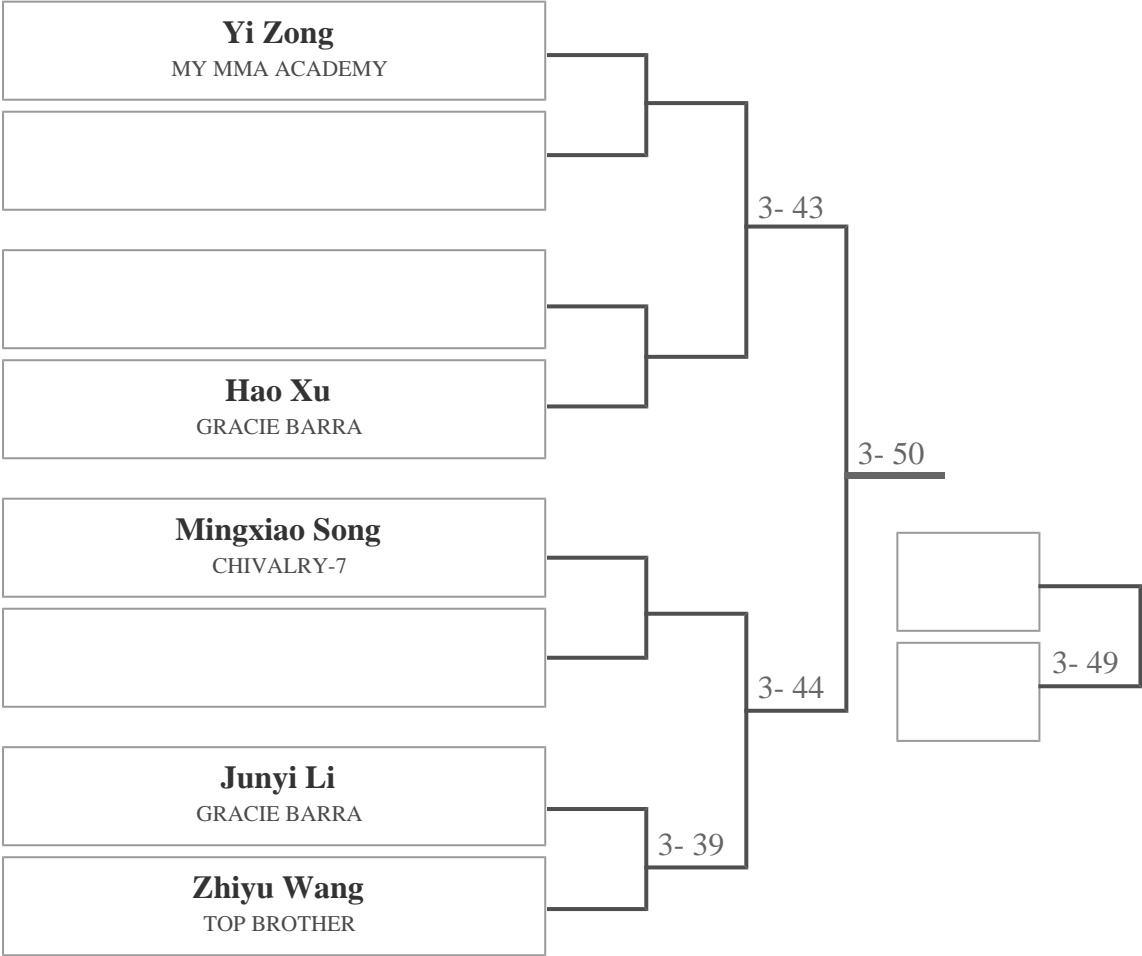 Yi Zong
MY MMA ACADEMY
3- 43
Hao Xu
GRACIE BARRA
3- 50
Mingxiao Song
CHIVALRY-7
3- 49
3- 44
Junyi Li
GRACIE BARRA
3- 39
Zhiyu Wang
TOP BROTHER